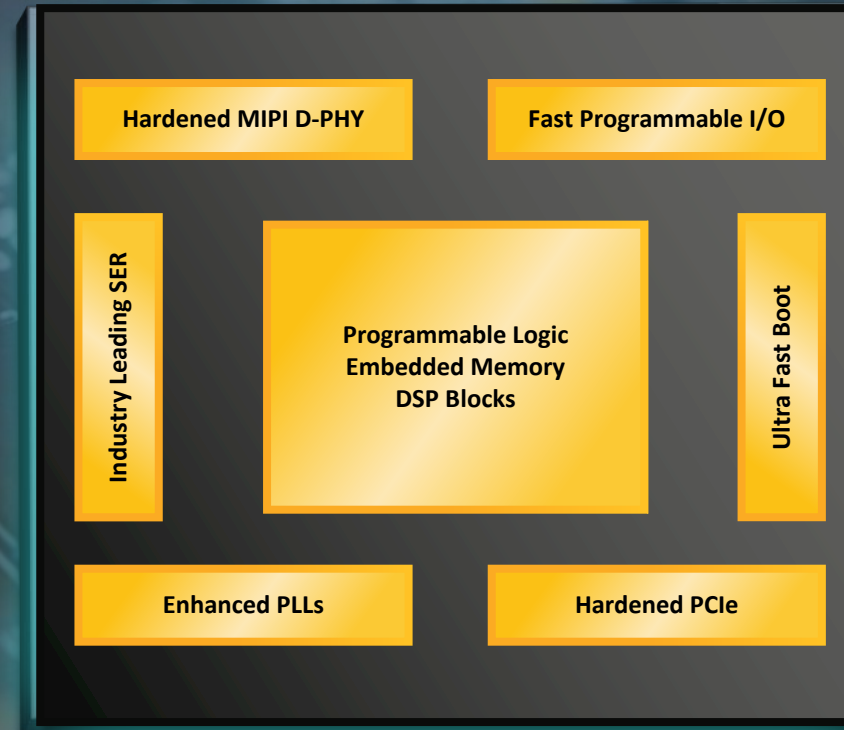 Hardened MIPI D-PHY
Fast Programmable I/O
Industry Leading SER
Programmable Logic
Embedded Memory
DSP Blocks
Ultra Fast Boot
Enhanced PLLs
Hardened PCIe